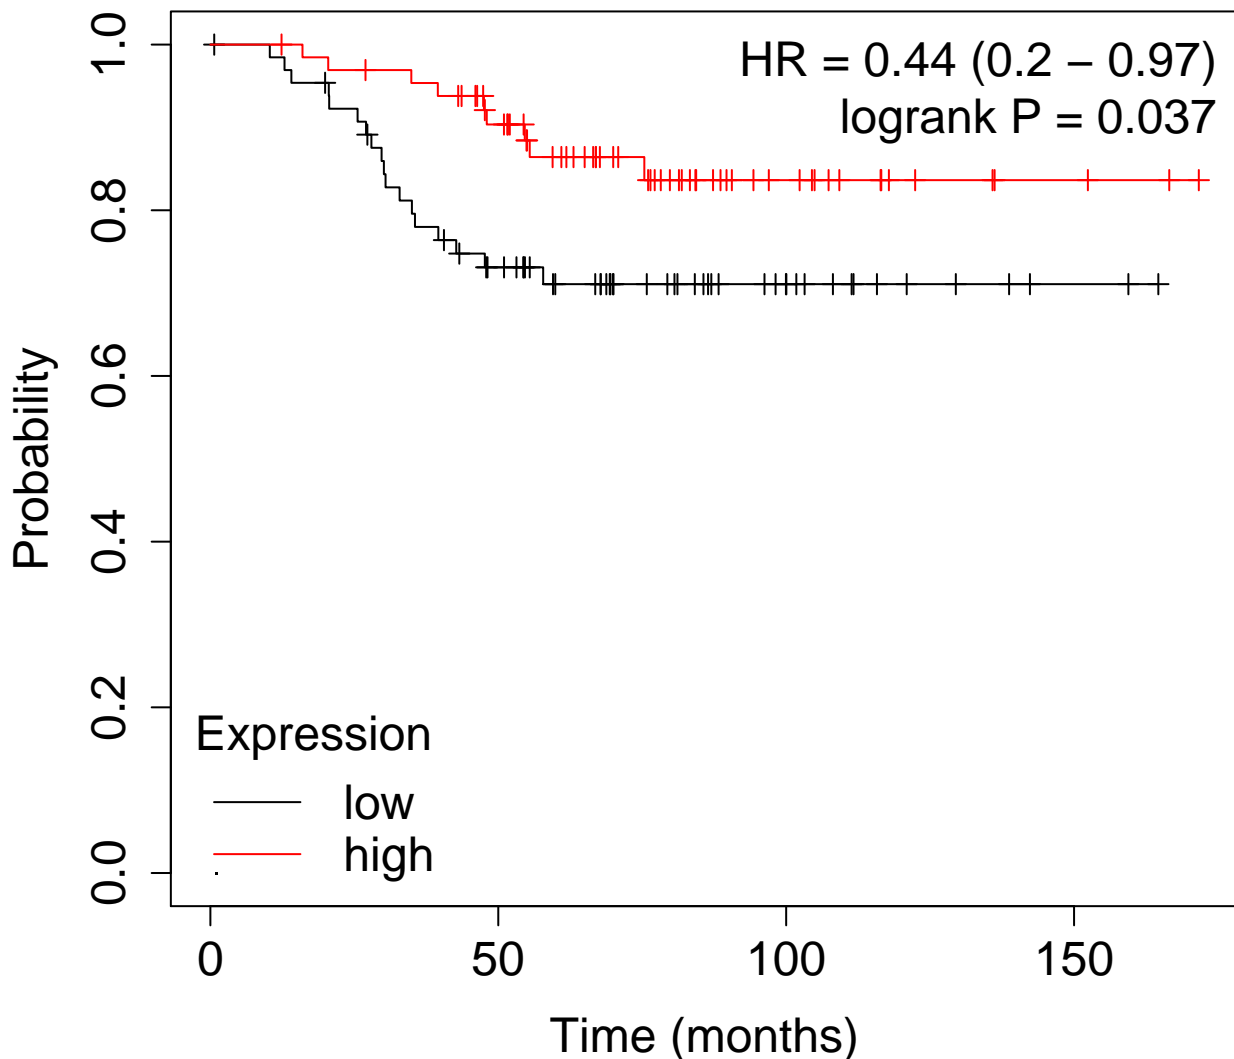 HR = 0.44 (0.2 – 0.97)
logrank P = 0.037
1.0
0.8
0.6
0.4
0.2
0.0
Probability
Expression
low
high
0 50 100 150
Time (months)